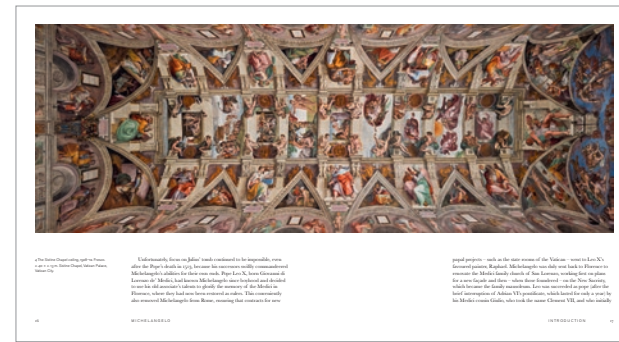 4 The Sistine Chapel ceiling, 1508–12. Fresco,
Sistine Chapel, Vatican Palace,
Vatican City.
Unfortunately, focus on Julius' tomb continued to be impossible, even
after the Pope's death in 1513, because his successors swiftly commandeered
Michelangelo's abilities for their own ends. Pope Leo X, born Giovanni di
Lorenzo de' Medici, had known Michelangelo since boyhood and decided
to use his old associate's talents to glorify the memory of the Medici in
Florence, where they had now been restored as rulers. This conveniently
also removed Michelangelo from Rome, ensuring that contracts for new
papal projects – such as the state rooms of the Vatican – went to Leo X's
favoured painter, Raphael. Michelangelo was duly sent back to Florence to
renovate the Medici family church of San Lorenzo, working first on plans
for a new façade and then – when those foundered – on the New Sacristy,
which became the family mausoleum. Leo was succeeded as pope (after the
brief interruption of Adrian VI's pontificate, which lasted for only a year) by
his Medici cousin Giulio, who took the name Clement VII, and who initially
MICHELANGELO
INTRODUCTION